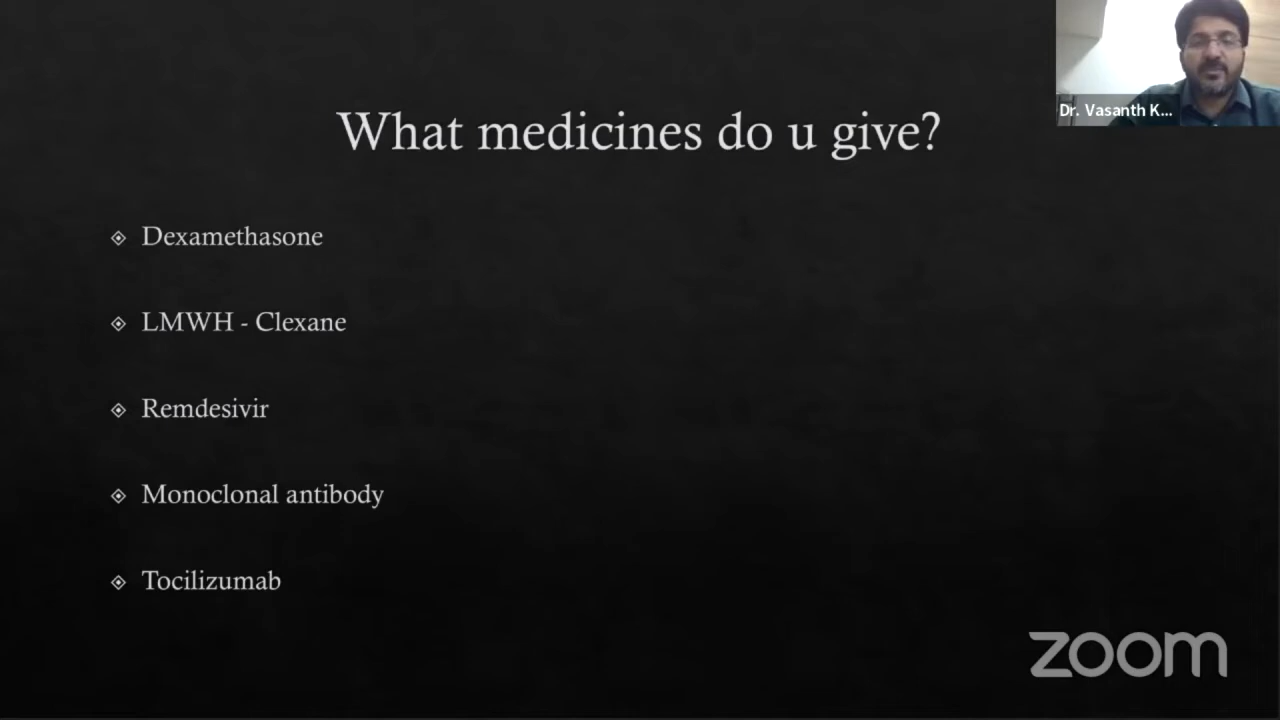 Dr. Vasanth K...
What medicines do u give?
Dexamethasone
LMWH - Clexane
Remdesivir
Monoclonal antibody
Tocilizumab
zoom